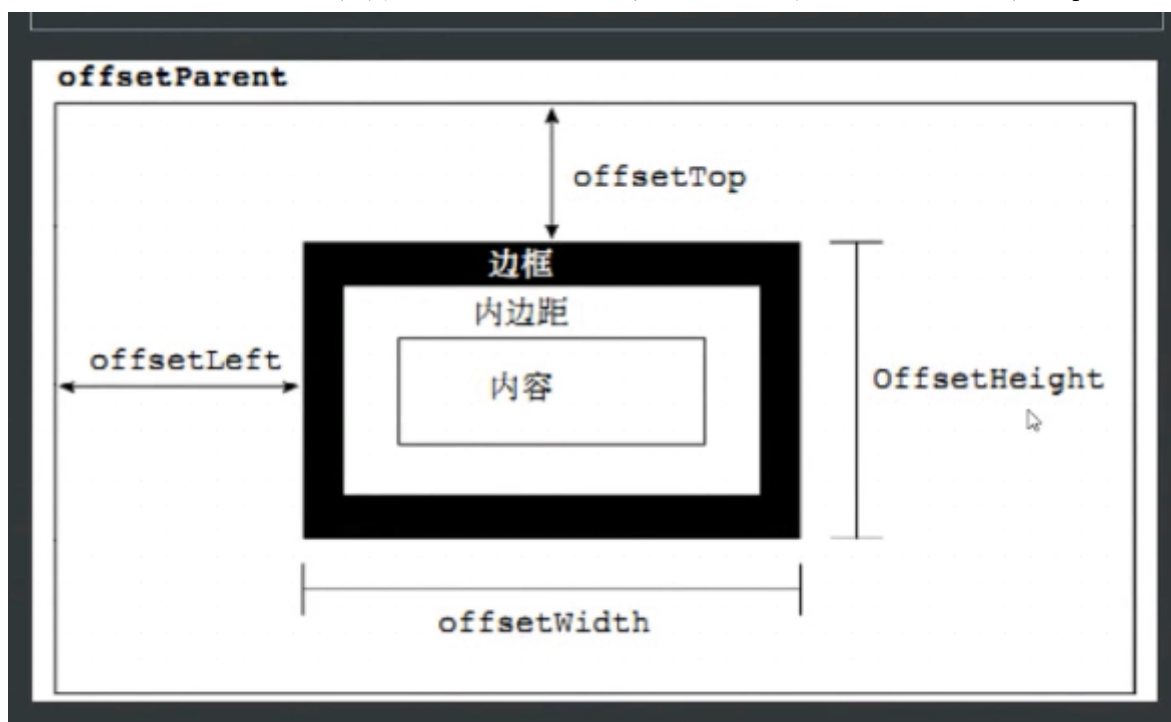 offsetParent
offsetTop
边框
内边距
offsetLeft
内容
OffsetHeight
offsetWidth